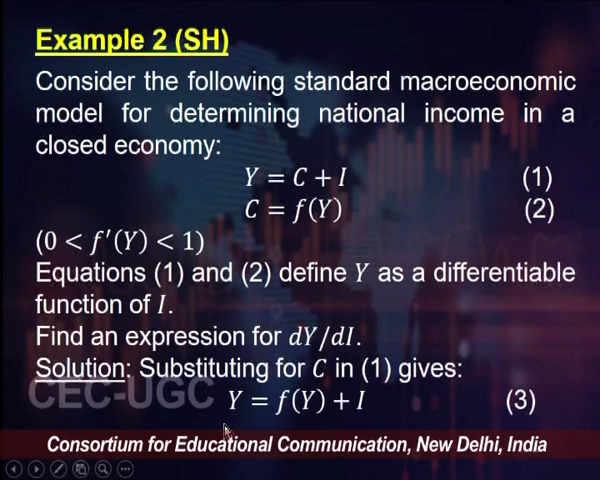 Example 2 (SH)
Consider the following standard macroeconomic
model for determining national income in a
closed economy:
Y = C + I (1)
C = f(Y) (2)
(0 < f′(Y) < 1)
Equations (1) and (2) define Y as a differentiable
function of I.
Find an expression for dY/dI.
Solution: Substituting for C in (1) gives:
CEC-UGC
Y = f(Y) + I (3)
Consortium for Educational Communication, New Delhi, India